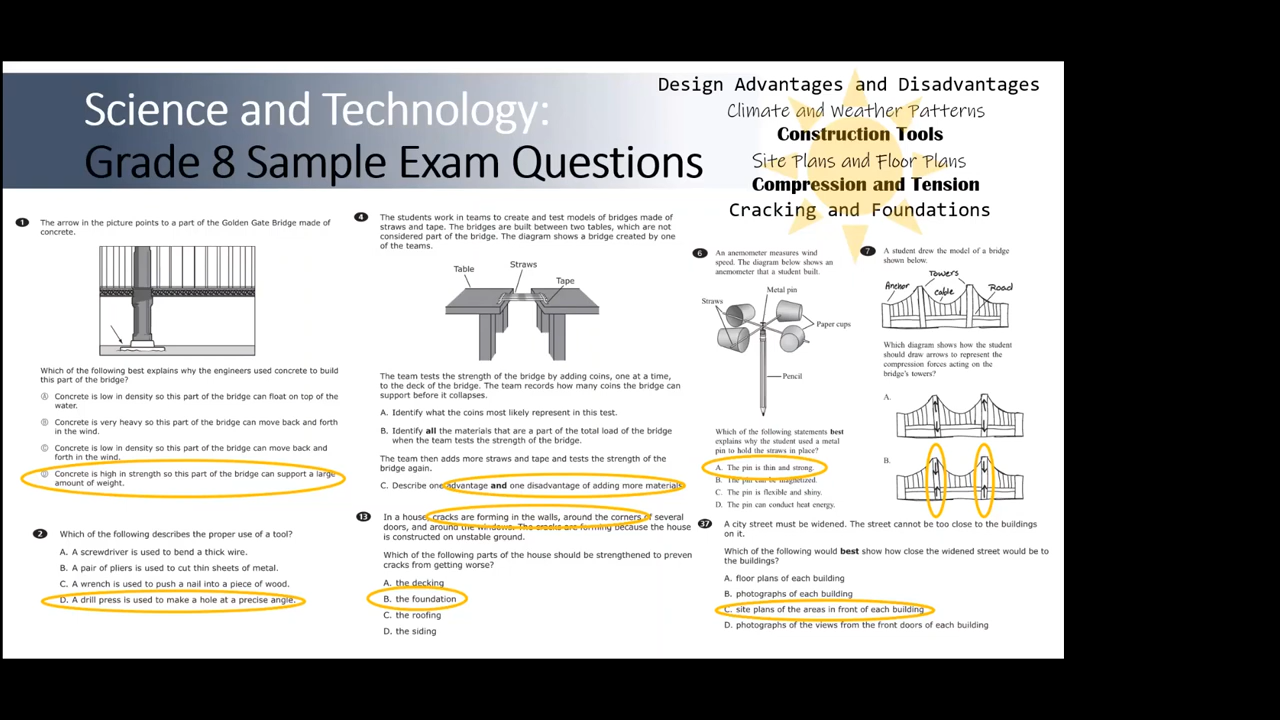 Science and Technology:
Grade 8 Sample Exam Questions
Design Advantages and Disadvantages
Climate and Weather Patterns
Construction Tools
Site Plans and Floor Plans
Compression and Tension
Cracking and Foundations
1
The arrow in the picture points to a part of the Golden Gate Bridge made of
concrete.
Which of the following best explains why the engineers used concrete to build
this part of the bridge?
A Concrete is low in density so this part of the bridge can float on top of the
water.
B Concrete is very heavy so this part of the bridge can move back and forth
in the wind.
C Concrete is low in density so this part of the bridge can move back and
forth in the wind.
D Concrete is high in strength so this part of the bridge can support a large
amount of weight.
2
Which of the following describes the proper use of a tool?
A. A screwdriver is used to bend a thick wire.
B. A pair of pliers is used to cut thin sheets of metal.
C. A wrench is used to push a nail into a piece of wood.
D. A drill press is used to make a hole at a precise angle.
4
The students work in teams to create and test models of bridges made of
straws and tape. The bridges are built between two tables, which are not
considered part of the bridge. The diagram shows a bridge created by one
of the teams.
Table
Straws
Tape
The team tests the strength of the bridge by adding coins, one at a time,
to the deck of the bridge. The team records how many coins the bridge can
support before it collapses.
A. Identify what the coins most likely represent in this test.
B. Identify all the materials that are a part of the total load of the bridge
when the team tests the strength of the bridge.
The team then adds more straws and tape and tests the strength of the
bridge again.
C. Describe one advantage and one disadvantage of adding more materials
13
In a house, cracks are forming in the walls, around the corners of several
doors, and around the windows. The cracks are forming because the house
is constructed on unstable ground.
Which of the following parts of the house should be strengthened to prevent
cracks from getting worse?
A. the decking
B. the foundation
C. the roofing
D. the siding
6
An anemometer measures wind
speed. The diagram below shows an
anemometer that a student built.
Metal pin
Straws
Paper cups
Pencil
Which of the following statements best
explains why the student used a metal
pin to hold the straws in place?
A. The pin is thin and strong.
B. The pin can be magnetized.
C. The pin is flexible and shiny.
D. The pin can conduct heat energy.
7
A student drew the model of a bridge
shown below.
Towers
Anchor
Cable
Road
Which diagram shows how the student
should draw arrows to represent the
compression forces acting on the
bridge's towers?
A.
B.
37
A city street must be widened. The street cannot be too close to the buildings
on it.
Which of the following would best show how close the widened street would be to
the buildings?
A. floor plans of each building
B. photographs of each building
C. site plans of the areas in front of each building
D. photographs of the views from the front doors of each building